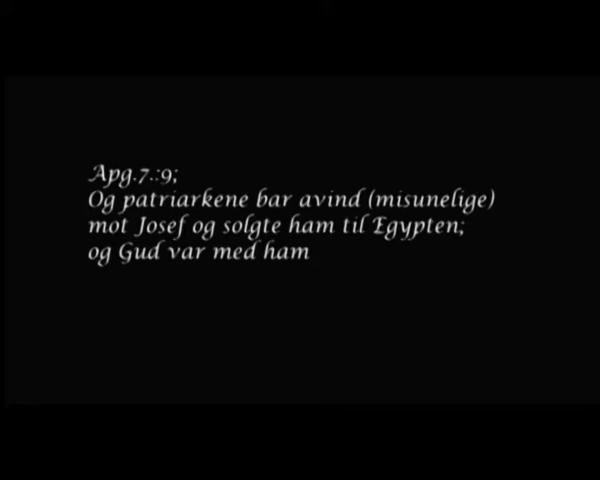 Apg.7.:9;
Og patriarkene bar avind (misunelige)
mot Josef og solgte ham til Egypten;
og Gud var med ham